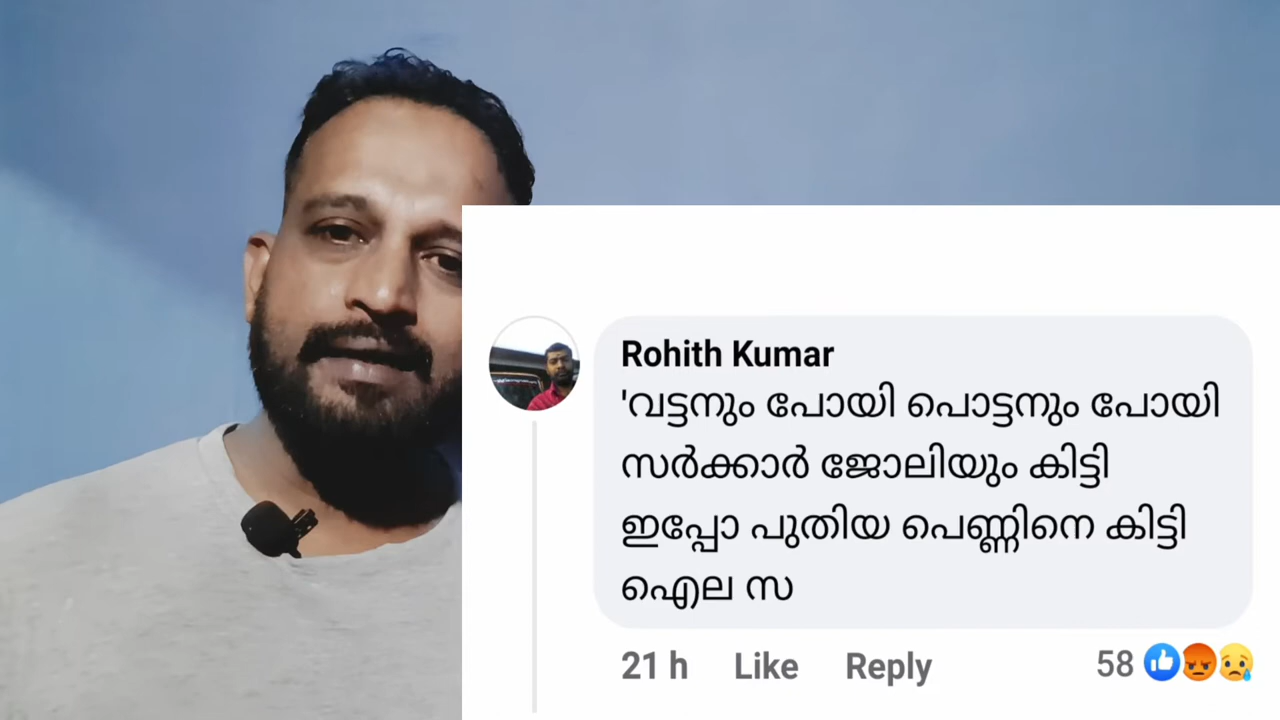 Rohith Kumar
'വട്ടനും പോയി പൊട്ടനും പോയി
സർക്കാർ ജോലിയും കിട്ടി
ഇപ്പോ പുതിയ പെണ്ണിനെ കിട്ടി
ഐല സ
21 h Like Reply 58